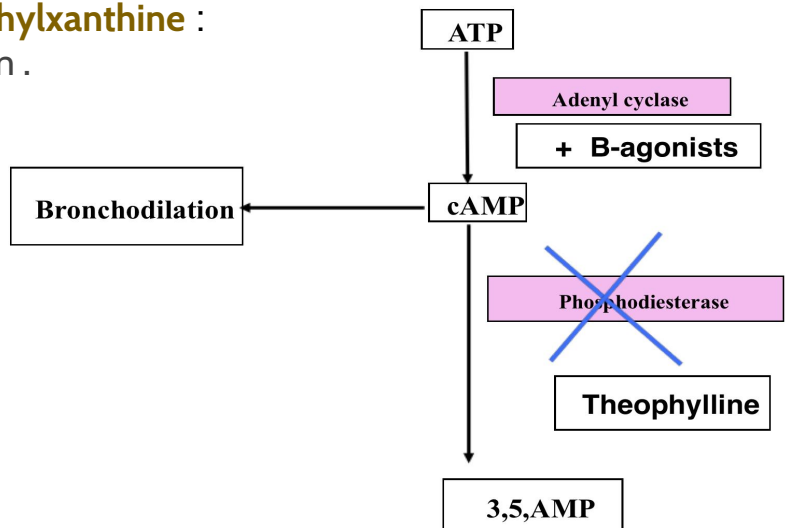 hylxanthine :
n .
ATP
Adenyl cyclase
+ B-agonists
Bronchodilation
cAMP
Phosphodiesterase
Theophylline
3,5,AMP